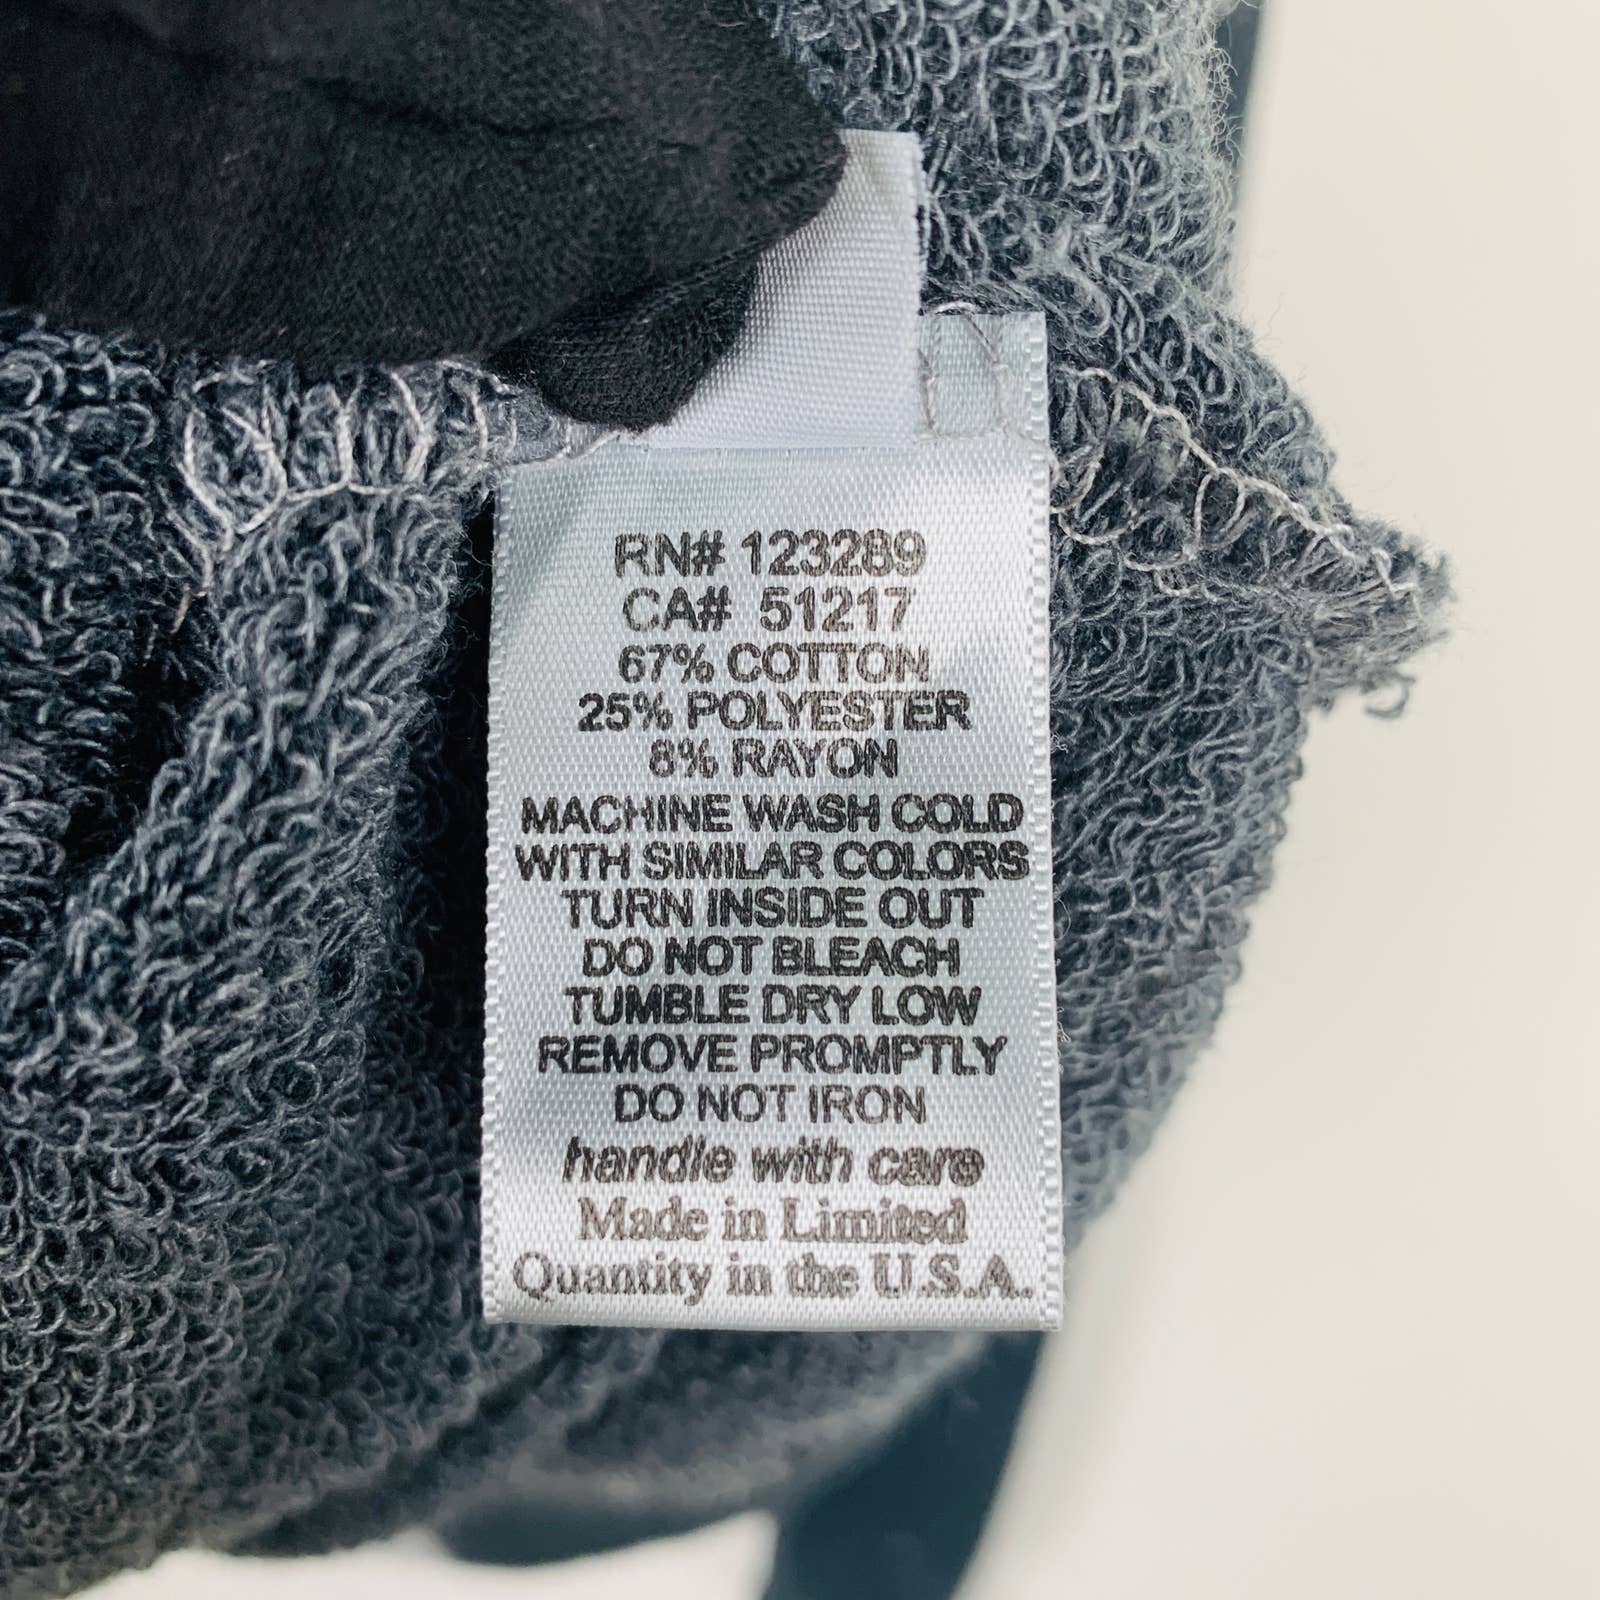 RN# 123289
CA# 51217
67% COTTON
25% POLYESTER
8% RAYON
MACHINE WASH COLD
WITH SIMILAR COLORS
TURN INSIDE OUT
DO NOT BLEACH
TUMBLE DRY LOW
REMOVE PROMPTLY
DO NOT IRON
handle with care
Made in Limited
Quantity in the U.S.A.